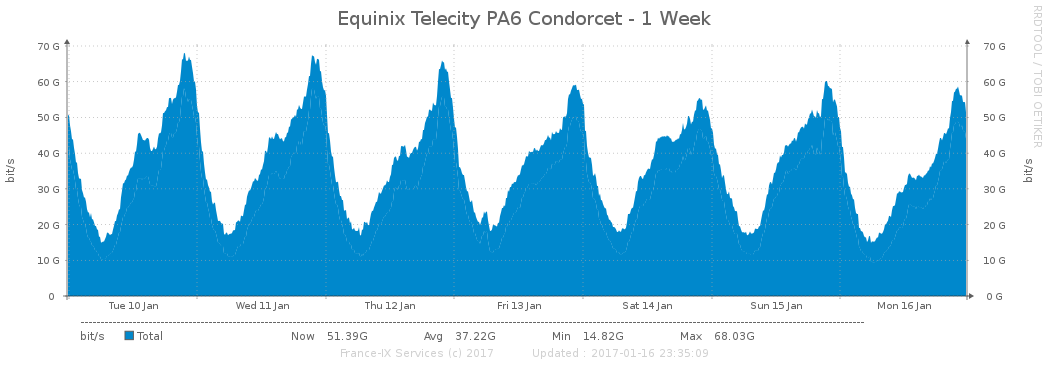 Equinix Telecity PA6 Condorcet - 1 Week
RRDTOOL / TOBI OETIKER
bit/s
70 G 70 G
60 G 60 G
50 G 50 G
40 G 40 G
30 G 30 G
20 G 20 G
10 G 10 G
0 0 G
bit/s
Tue 10 Jan Wed 11 Jan Thu 12 Jan Fri 13 Jan Sat 14 Jan Sun 15 Jan Mon 16 Jan
bit/s Total Now 51.39G Avg 37.22G Min 14.82G Max 68.03G
France-IX Services (c) 2017 Updated : 2017-01-16 23:35:09